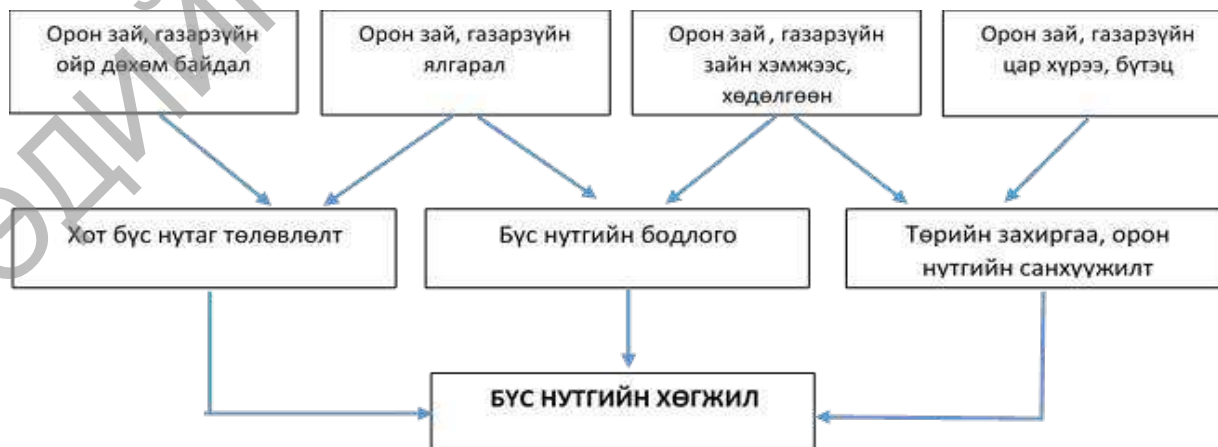 Орон зай, газарзүйн
ойр дөхөм байдал
Орон зай, газарзүйн
ялгарал
Орон зай , газарзүйн
зайн хэмжээс,
хөдөлгөөн
Орон зай, газарзүйн
цар хүрээ, бүтэц
Хот бүс нутаг төлөвлөлт
Бүс нутгийн бодлого
Төрийн захиргаа, орон
нутгийн санхүүжилт
БҮС НУТГИЙН ХӨГЖИЛ